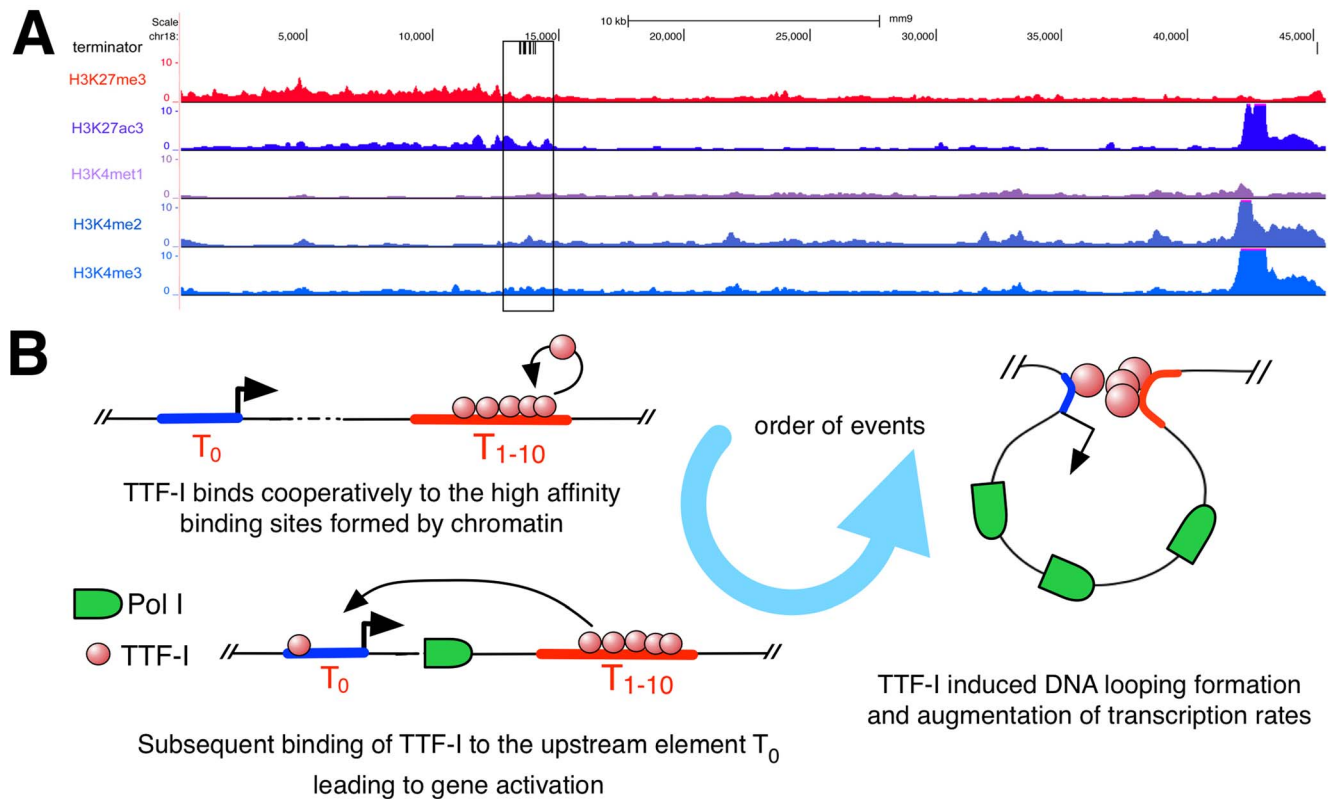 A
Scale
10 kb
mm9
chr18:
5,000
10,000
15,000
20,000
25,000
30,000
35,000
40,000
45,000
terminator
10
H3K27me3
0
10
H3K27ac3
0
10
H3K4met1
0
10
H3K4me2
0
10
H3K4me3
0
B
T0
T1-10
TTF-I binds cooperatively to the high affinity
binding sites formed by chromatin
order of events
Pol I
TTF-I
T0
T1-10
Subsequent binding of TTF-I to the upstream element T0
leading to gene activation
TTF-I induced DNA looping formation
and augmentation of transcription rates